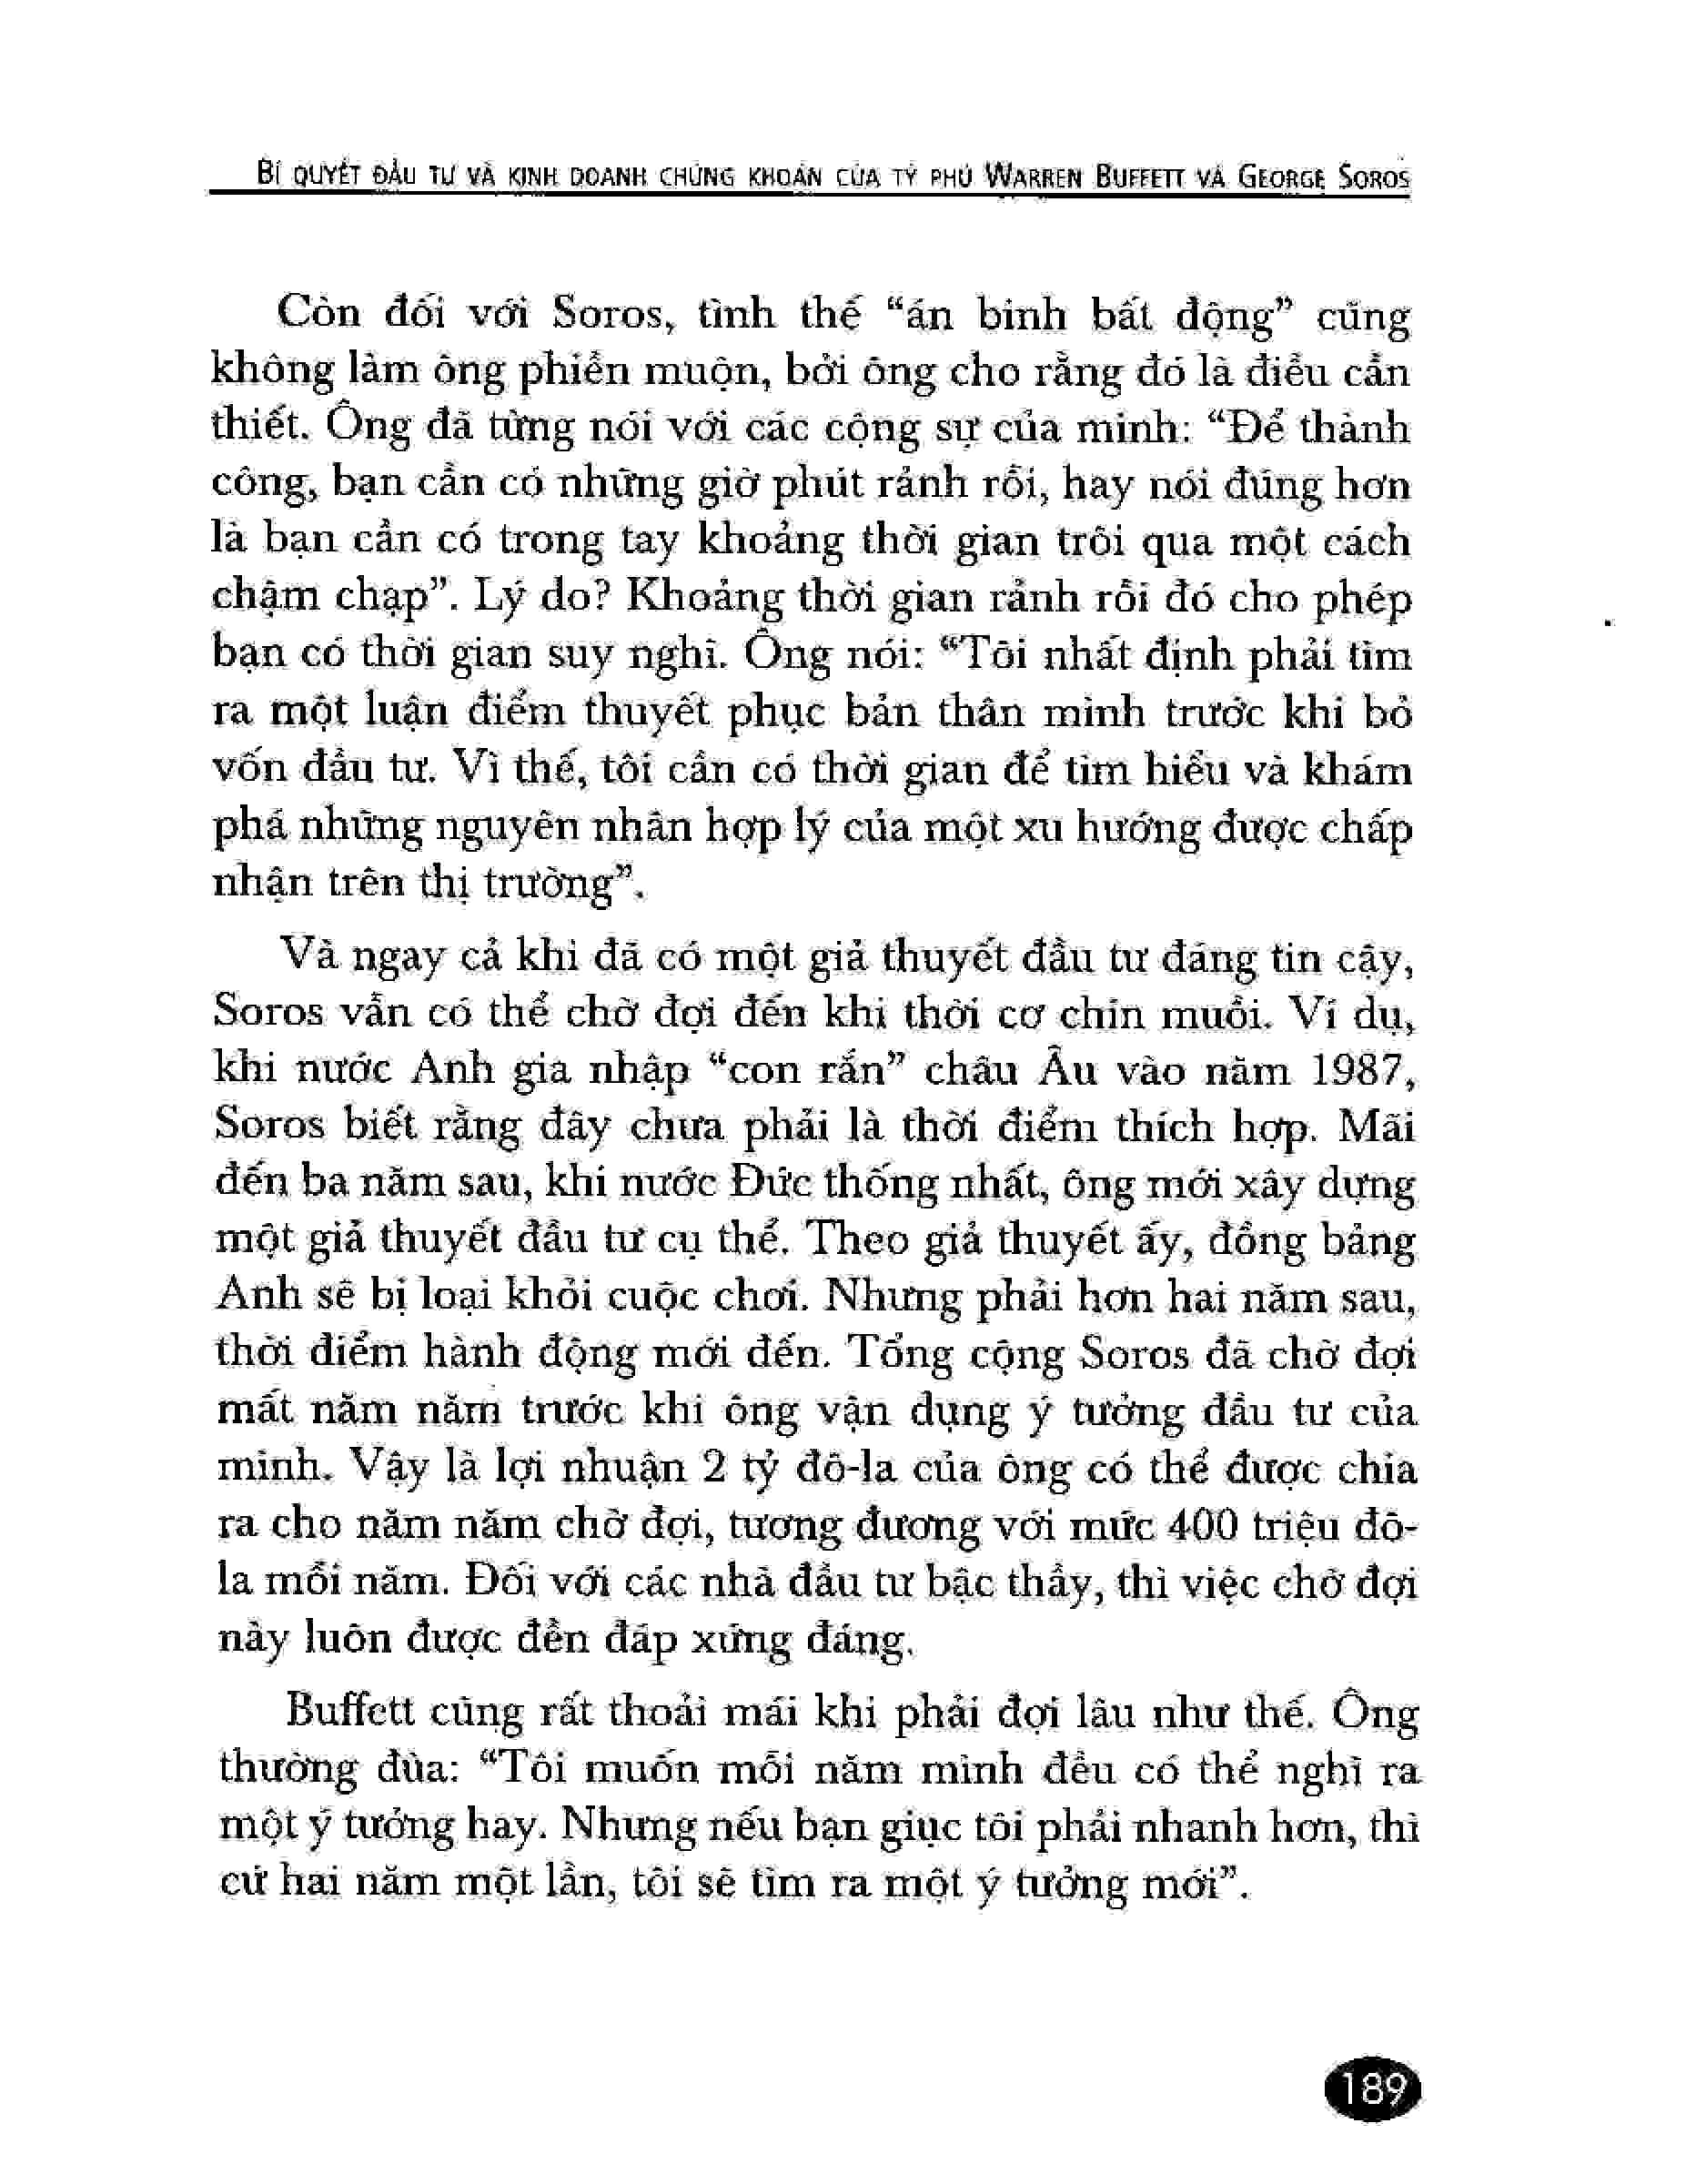 BÍ QUYẾT ĐẦU TƯ VÀ KINH DOANH CHỨNG KHOÁN CỦA TỶ PHÚ WARREN BUFFETT VÀ GEORGE SOROS
Còn đối với Soros, tình thế “án binh bất động” cũng
không làm ông phiền muộn, bởi ông cho rằng đó là điều cần
thiết. Ông đã từng nói với các cộng sự của mình: “Để thành
công, bạn cần có những giờ phút rảnh rỗi, hay nói đúng hơn
là bạn cần có trong tay khoảng thời gian trôi qua một cách
chậm chạp”. Lý do? Khoảng thời gian rảnh rỗi đó cho phép
bạn có thời gian suy nghĩ. Ông nói: “Tôi nhất định phải tìm
ra một luận điểm thuyết phục bản thân mình trước khi bỏ
vốn đầu tư. Vì thế, tôi cần có thời gian để tìm hiểu và khám
phá những nguyên nhân hợp lý của một xu hướng được chấp
nhận trên thị trường”.
Và ngay cả khi đã có một giả thuyết đầu tư đáng tin cậy,
Soros vẫn có thể chờ đợi đến khi thời cơ chín muồi. Ví dụ,
khi nước Anh gia nhập “con rắn” châu Âu vào năm 1987,
Soros biết rằng đây chưa phải là thời điểm thích hợp. Mãi
đến ba năm sau, khi nước Đức thống nhất, ông mới xây dựng
một giả thuyết đầu tư cụ thể. Theo giả thuyết ấy, đồng bảng
Anh sẽ bị loại khỏi cuộc chơi. Nhưng phải hơn hai năm sau,
thời điểm hành động mới đến. Tổng cộng Soros đã chờ đợi
mất năm năm trước khi ông vận dụng ý tưởng đầu tư của
mình. Vậy là lợi nhuận 2 tỷ đô-la của ông có thể được chia
ra cho năm năm chờ đợi, tương đương với mức 400 triệu đô-
la mỗi năm. Đối với các nhà đầu tư bậc thầy, thì việc chờ đợi
này luôn được đền đáp xứng đáng.
Buffett cũng rất thoải mái khi phải đợi lâu như thế. Ông
thường đùa: “Tôi muốn mỗi năm mình đều có thể nghĩ ra
một ý tưởng hay. Nhưng nếu bạn giục tôi phải nhanh hơn, thì
cứ hai năm một lần, tôi sẽ tìm ra một ý tưởng mới”.
189